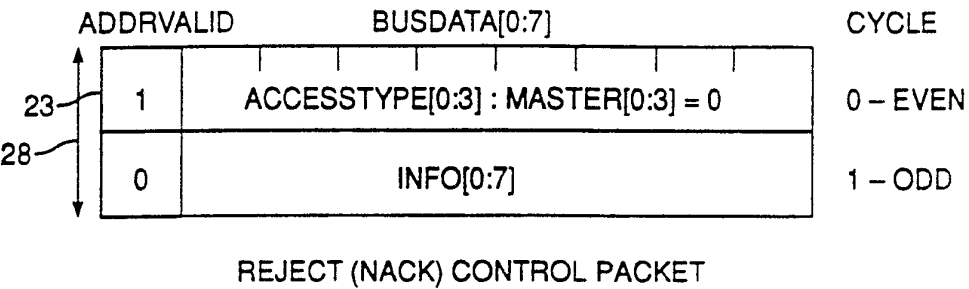 ADDRVALID BUSDATA[0:7] CYCLE
23 1 ACCESSTYPE[0:3] : MASTER[0:3] = 0 0 – EVEN
28
0 INFO[0:7] 1 – ODD
REJECT (NACK) CONTROL PACKET